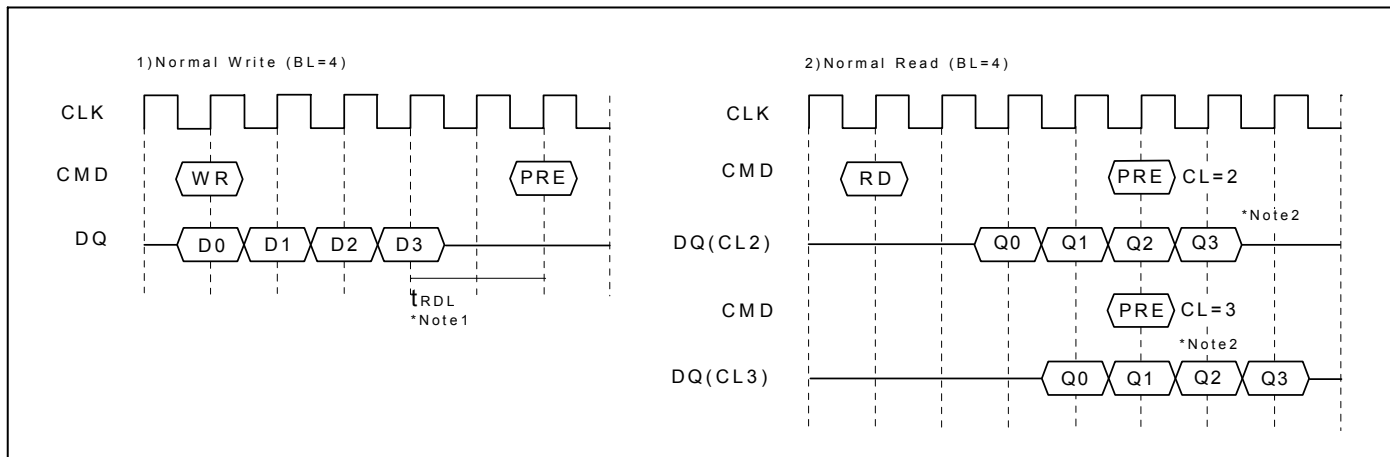 1)Normal Write (BL=4)
CLK
CMD WR PRE
DQ D0 D1 D2 D3
tRDL
*Note1
2)Normal Read (BL=4)
CLK
CMD RD PRE CL=2
*Note2
DQ(CL2) Q0 Q1 Q2 Q3
CMD PRE CL=3
*Note2
DQ(CL3) Q0 Q1 Q2 Q3